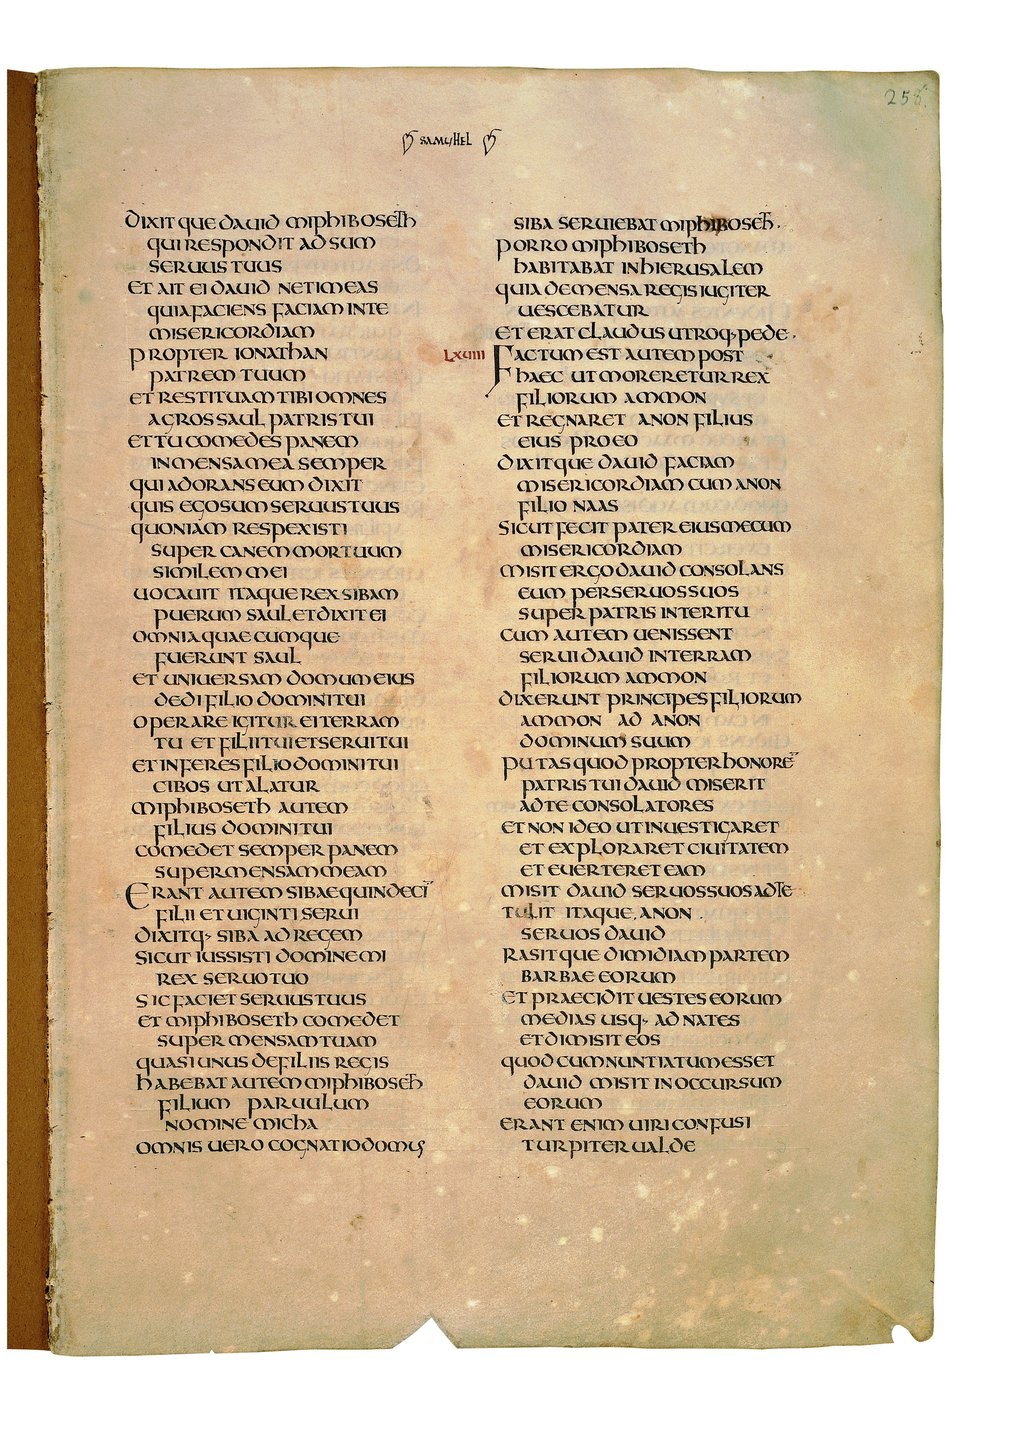 258
SAMUHEL
DIXITQUE DAUID MIPHIBOSETH
QUI RESPONDIT ADSUM
SERUUS TUUS
ET AIT EI DAUID NE TIMEAS
QUIA FACIENS FACIAM IN TE
MISERICORDIAM
PROPTER IONATHAN
PATREM TUUM
ET RESTITUAM TIBI OMNES
AGROS SAUL PATRIS TUI
ET TU COMEDES PANEM
IN MENSA MEA SEMPER
QUI ADORANS EUM DIXIT
QUIS EGO SUM SERUUS TUUS
QUONIAM RESPEXISTI
SUPER CANEM MORTUUM
SIMILEM MEI
UOCAUIT ITAQUE REX SIBAM
PUERUM SAUL ET DIXIT EI
OMNIA QUAECUMQUE
FUERUNT SAUL
ET UNIUERSAM DOMUM EIUS
DEDI FILIO DOMINI TUI
OPERARE IGITUR EI TERRAM
TU ET FILII TUI ET SERUI TUI
ET INFERES FILIO DOMINI TUI
CIBOS UT ALATUR
MIPHIBOSETH AUTEM
FILIUS DOMINI TUI
COMEDET SEMPER PANEM
SUPER MENSAM MEAM
ERANT AUTEM SIBAE QUINDECI¯
FILII ET UIGINTI SERUI
DIXITQ· SIBA AD REGEM
SICUT IUSSISTI DOMINE MI
REX SERUO TUO
SIC FACIET SERUUS TUUS
ET MIPHIBOSETH COMEDET
SUPER MENSAM TUAM
QUASI UNUS DE FILIIS REGIS
HABEBAT AUTEM MIPHIBOSETH
FILIUM PARUULUM
NOMINE MICHA
OMNIS UERO COGNATIO DOMUS
SIBA SERUIEBAT MIPHIBOSETH·
PORRO MIPHIBOSETH
HABITABAT IN HIERUSALEM
QUIA DE MENSA REGIS IUGITER
UESCEBATUR
ET ERAT CLAUDUS UTROQ· PEDE·
LXVIIII FACTUM EST AUTEM POST
HAEC UT MORERETUR REX
FILIORUM AMMON
ET REGNARET ANON FILIUS
EIUS PRO EO
DIXITQUE DAUID FACIAM
MISERICORDIAM CUM ANON
FILIO NAAS
SICUT FECIT PATER EIUS MECUM
MISERICORDIAM
MISIT ERGO DAUID CONSOLANS
EUM PER SERUOS SUOS
SUPER PATRIS INTERITU
CUM AUTEM UENISSENT
SERUI DAUID IN TERRAM
FILIORUM AMMON
DIXERUNT PRINCIPES FILIORUM
AMMON AD ANON
DOMINUM SUUM
PUTAS QUOD PROPTER HONORE¯
PATRIS TUI DAUID MISERIT
AD TE CONSOLATORES
ET NON IDEO UT INUESTIGARET
ET EXPLORARET CIUITATEM
ET EUERTERET EAM
MISIT DAUID SERUOS SUOS AD TE
TULIT ITAQUE ANON
SERUOS DAUID
RASITQUE DIMIDIAM PARTEM
BARBAE EORUM
ET PRAECIDIT UESTES EORUM
MEDIAS USQ· AD NATES
ET DIMISIT EOS
QUOD CUM NUNTIATUM ESSET
DAUID MISIT IN OCCURSUM
EORUM
ERANT ENIM UIRI CONFUSI
TURPITER UALDE